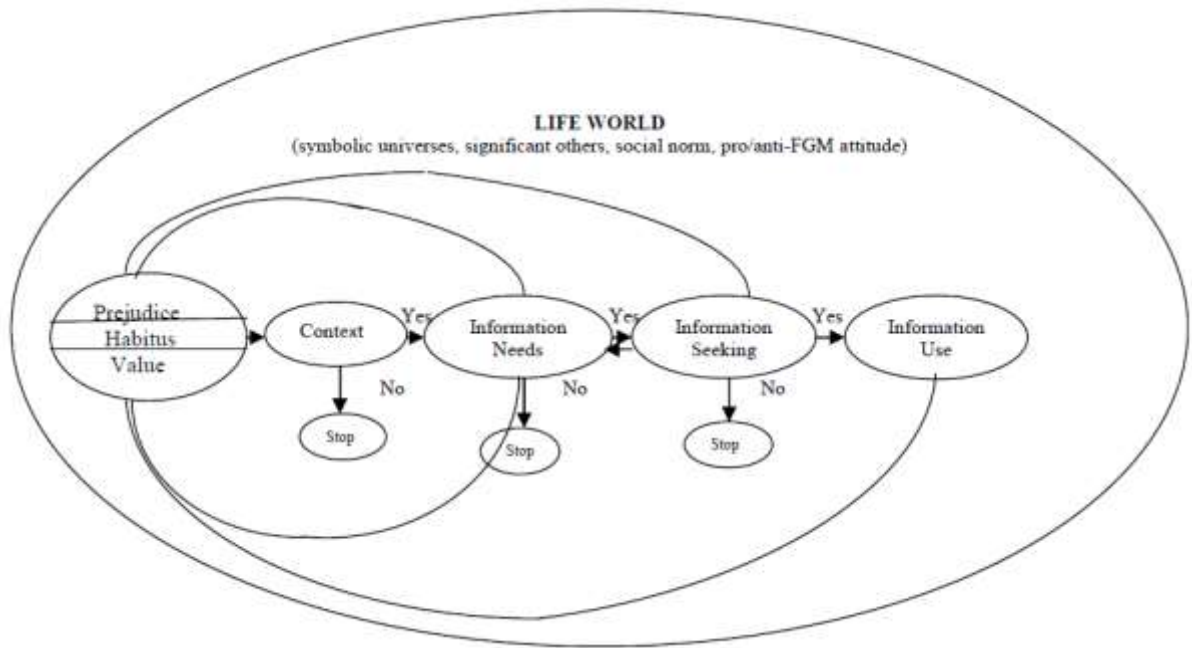 LIFE WORLD
(symbolic universes, significant others, social norm, pro/anti-FGM attitude)
Prejudice
Habitus
Value
Context
Yes
Information
Needs
Yes
Information
Seeking
Yes
Information
Use
No
No
No
Stop
Stop
Stop